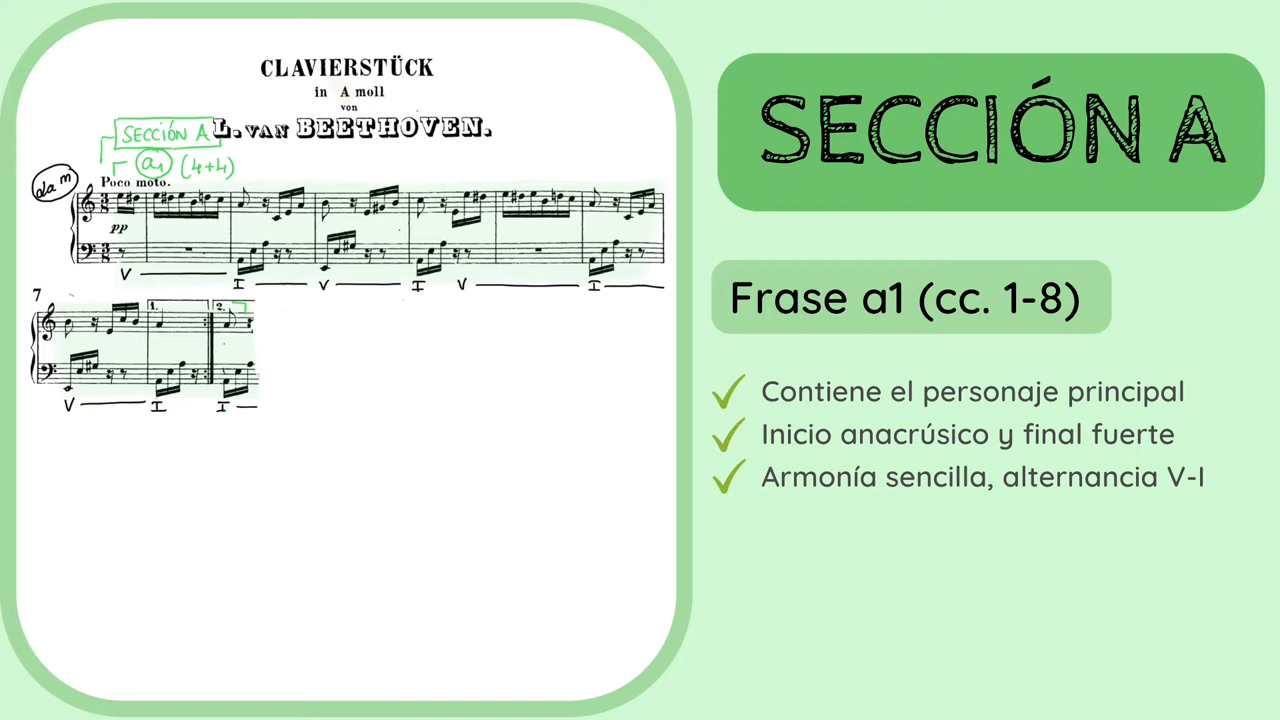 CLAVIERSTÜCK
in A moll
von
L. VAN BEETHOVEN.
SECCIÓN A
a1 (4+4)
la m
Poco moto.
pp
V I V I V I
7
1. 2.
V I I
SECCIÓN A
Frase a1 (cc. 1-8)
Contiene el personaje principal
Inicio anacrúsico y final fuerte
Armonía sencilla, alternancia V-I